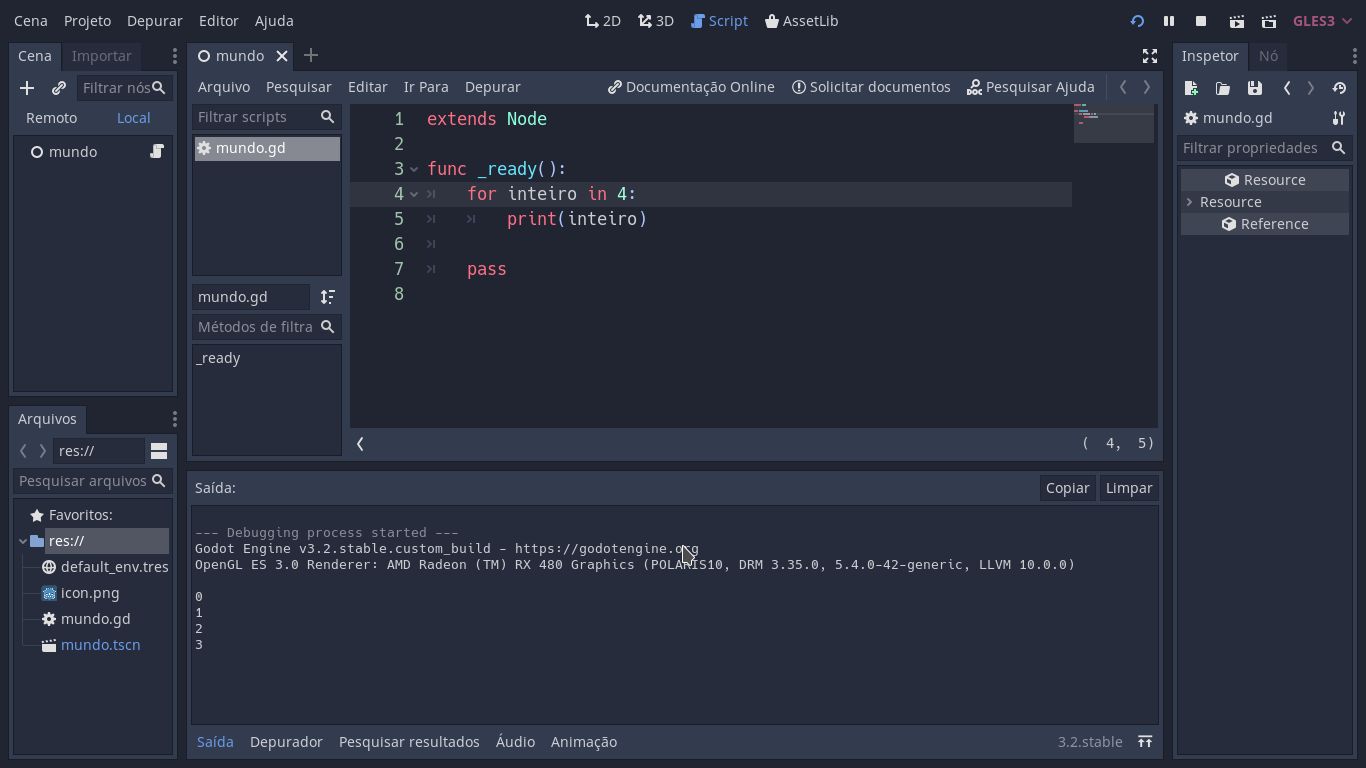 Cena Projeto Depurar Editor Ajuda 2D 3D Script AssetLib GLES3
Cena Importar
Filtrar nós
Remoto Local
mundo
Arquivos
res://
Pesquisar arquivos
Favoritos:
res://
default_env.tres
icon.png
mundo.gd
mundo.tscn
mundo
Arquivo Pesquisar Editar Ir Para Depurar Documentação Online Solicitar documentos Pesquisar Ajuda
Filtrar scripts
mundo.gd
mundo.gd
Métodos de filtra
_ready
1 extends Node
2
3 func _ready():
4 for inteiro in 4:
5 print(inteiro)
6
7 pass
8
( 4, 5)
Saída: Copiar Limpar
--- Debugging process started ---
Godot Engine v3.2.stable.custom_build - https://godotengine.org
OpenGL ES 3.0 Renderer: AMD Radeon (TM) RX 480 Graphics (POLARIS10, DRM 3.35.0, 5.4.0-42-generic, LLVM 10.0.0)
0
1
2
3
Saída Depurador Pesquisar resultados Áudio Animação 3.2.stable
Inspetor Nó
mundo.gd
Filtrar propriedades
Resource
Resource
Reference